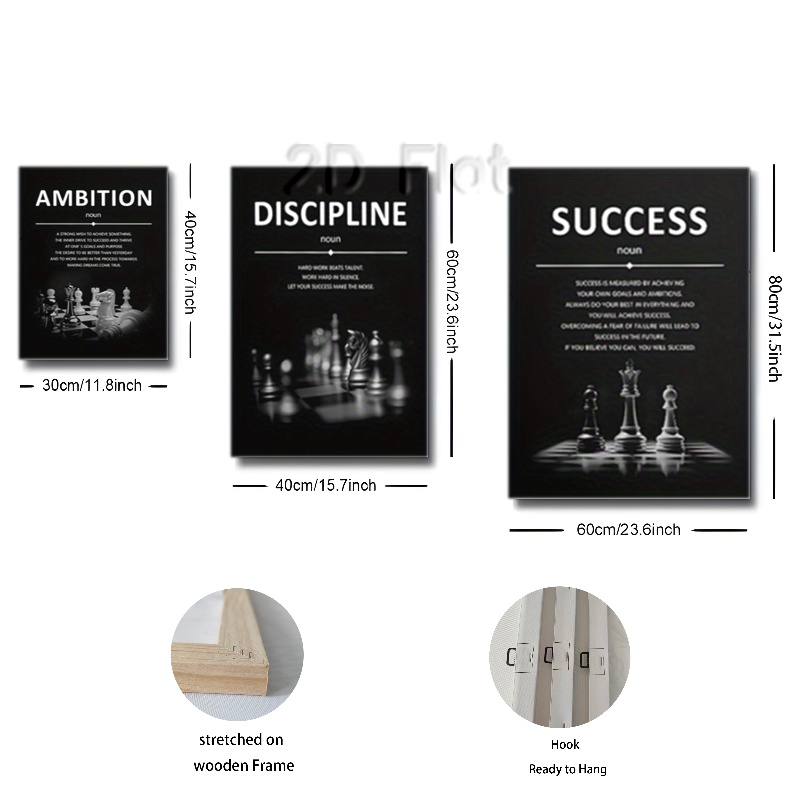 2D Flat
AMBITION
noun
A STRONG WISH TO ACHIEVE SOMETHING.
THE INNER DRIVE TO SUCCEED AND THRIVE
AT ONE'S GOALS AND PURPOSE
THE DESIRE TO BE BETTER THAN YESTERDAY
AND TO WORK HARD IN THE PROCESS TOWARDS
MAKING DREAMS COME TRUE.
40cm/15.7inch
30cm/11.8inch
DISCIPLINE
noun
HARD WORK BEATS TALENT.
WORK HARD IN SILENCE.
LET YOUR SUCCESS MAKE THE NOISE.
60cm/23.6inch
40cm/15.7inch
SUCCESS
noun
SUCCESS IS MEASURED BY ACHIEVING
YOUR OWN GOALS AND AMBITIONS.
ALWAYS DO YOUR BEST IN EVERYTHING AND
YOU WILL ACHIEVE SUCCESS.
OVERCOMING A FEAR OF FAILURE WILL LEAD TO
SUCCESS IN THE FUTURE.
IF YOU BELIEVE YOU CAN, YOU WILL SUCCEED.
80cm/31.5inch
60cm/23.6inch
stretched on
wooden Frame
Hook
Ready to Hang